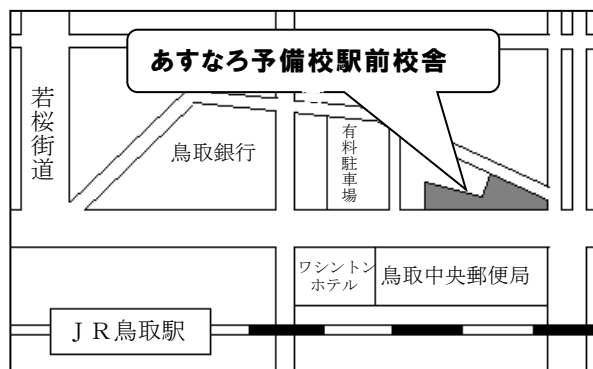 あすなろ予備校駅前校舎
若桜街道
鳥取銀行
有料駐車場
ワシントン
ホテル
鳥取中央郵便局
ＪＲ鳥取駅